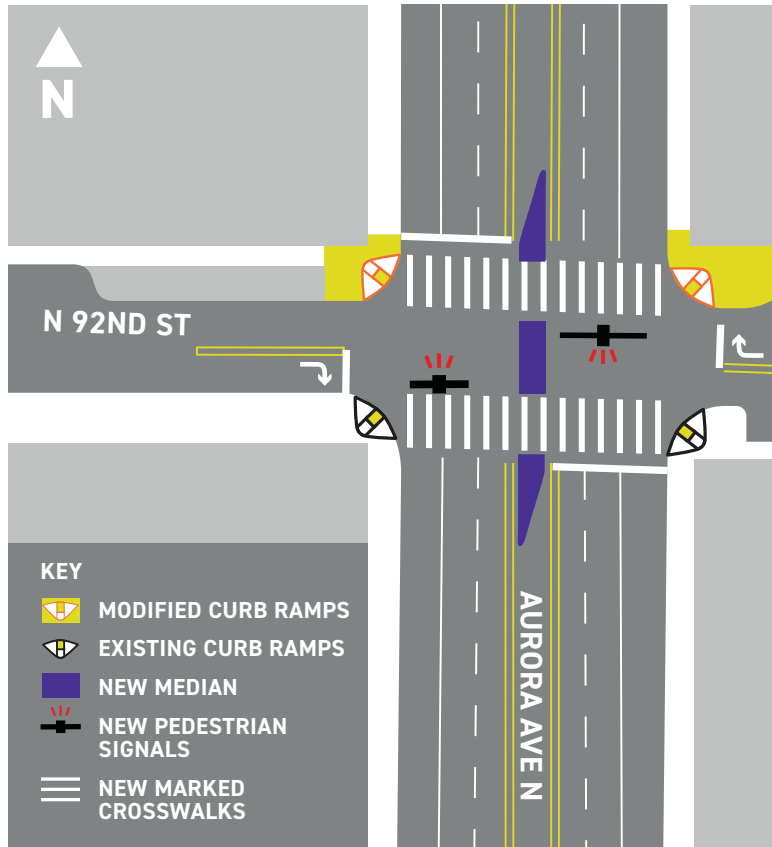 N
N 92ND ST
AURORA AVE N
KEY
MODIFIED CURB RAMPS
EXISTING CURB RAMPS
NEW MEDIAN
NEW PEDESTRIAN
SIGNALS
NEW MARKED
CROSSWALKS